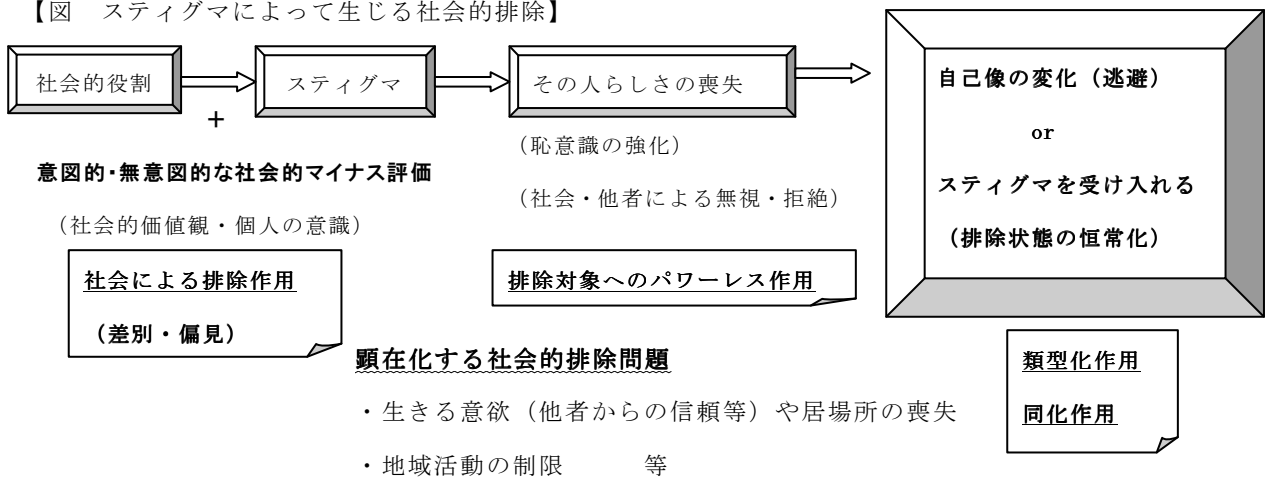 【図　スティグマによって生じる社会的排除】
社会的役割
スティグマ
その人らしさの喪失
+
意図的・無意図的な社会的マイナス評価
（社会的価値観・個人の意識）
社会による排除作用
（差別・偏見）
（恥意識の強化）
（社会・他者による無視・拒絶）
排除対象へのパワーレス作用
自己像の変化（逃避）
or
スティグマを受け入れる
（排除状態の恒常化）
類型化作用
同化作用
顕在化する社会的排除問題
・生きる意欲（他者からの信頼等）や居場所の喪失
・地域活動の制限　　　等